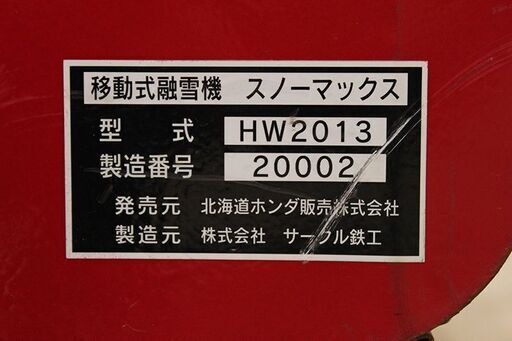 移動式融雪機 スノーマックス
型 式 HW2013
製造番号 20002
発売元 北海道ホンダ販売株式会社
製造元 株式会社 サークル鉄工